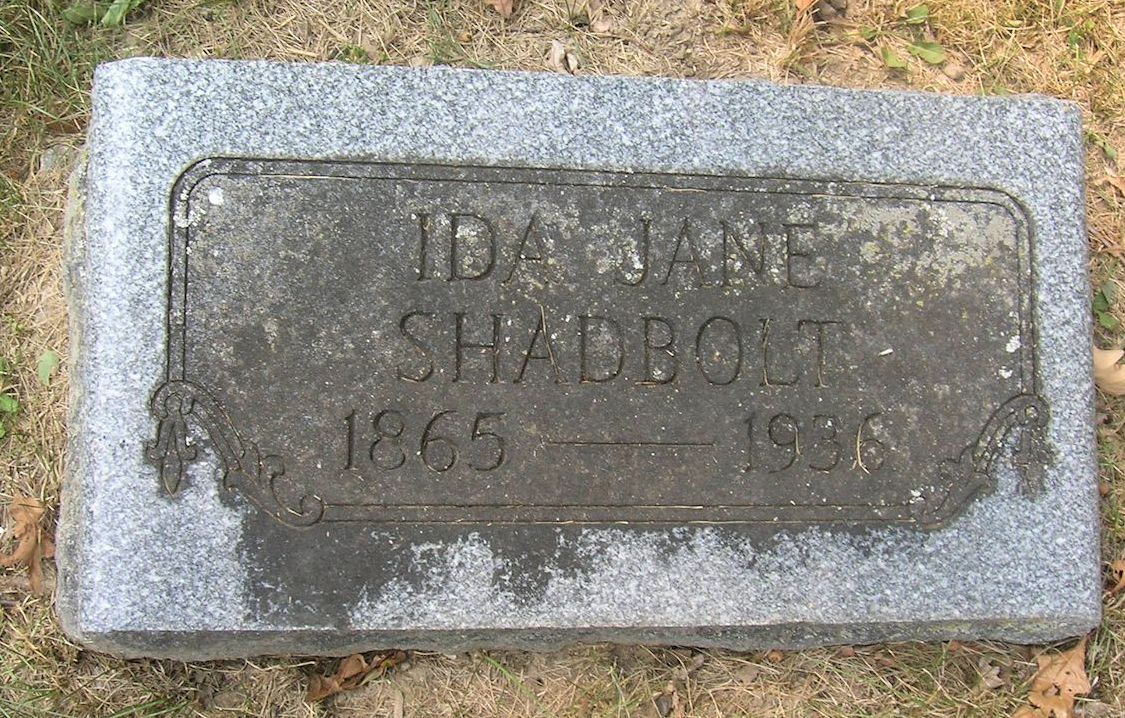 IDA JANE
SHADBOLT
1865 — 1936